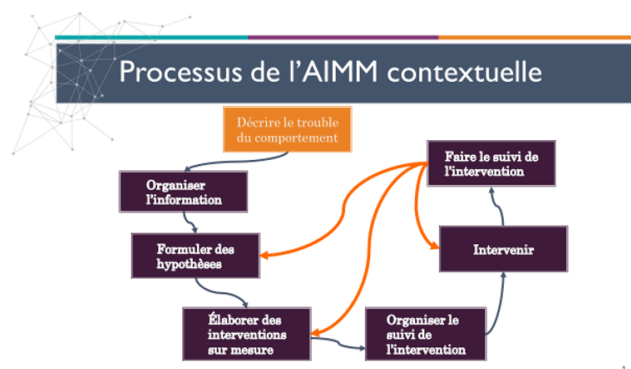 Processus de l'AIMM contextuelle
Décrire le trouble
du comportement
Organiser
l'information
Formuler des
hypothèses
Élaborer des
interventions
sur mesure
Organiser le
suivi de
l'intervention
Intervenir
Faire le suivi de
l'intervention